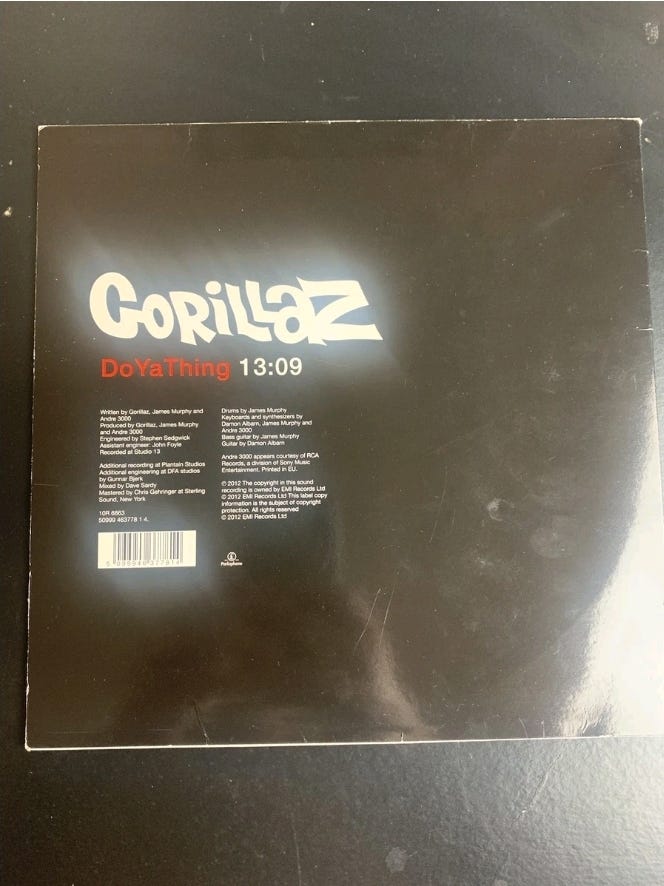 GORiLLaZ
DoYaThing 13:09
Written by Gorillaz, James Murphy and
Andre 3000
Produced by Gorillaz, James Murphy
and Andre 3000
Engineered by Stephen Sedgwick
Assistant engineer: John Foyle
Recorded at Studio 13
Additional recording at Plantain Studios
Additional engineering at DFA studios
by Gunnar Bjerk
Mixed by Dave Sardy
Mastered by Chris Gehringer at Sterling
Sound, New York
10R 6863
50999 463778 1 4.
Drums by James Murphy
Keyboards and synthesizers by
Damon Albarn, James Murphy and
Andre 3000
Bass guitar by James Murphy
Guitar by Damon Albarn
Andre 3000 appears courtesy of RCA
Records, a division of Sony Music
Entertainment. Printed in EU.
℗ 2012 The copyright in this sound
recording is owned by EMI Records Ltd
© 2012 EMI Records Ltd This label copy
information is the subject of copyright
protection. All rights reserved
© 2012 EMI Records Ltd
Parlophone